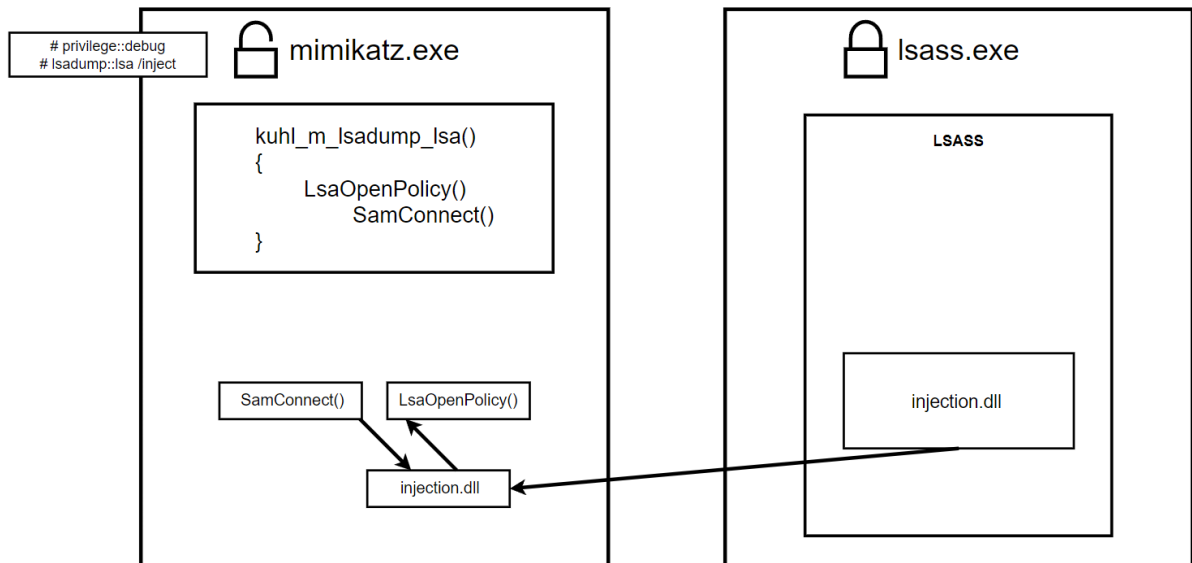 # privilege::debug
# lsadump::lsa /inject
mimikatz.exe
kuhl_m_lsadump_lsa()
{
LsaOpenPolicy()
SamConnect()
}
SamConnect()
LsaOpenPolicy()
injection.dll
lsass.exe
LSASS
injection.dll